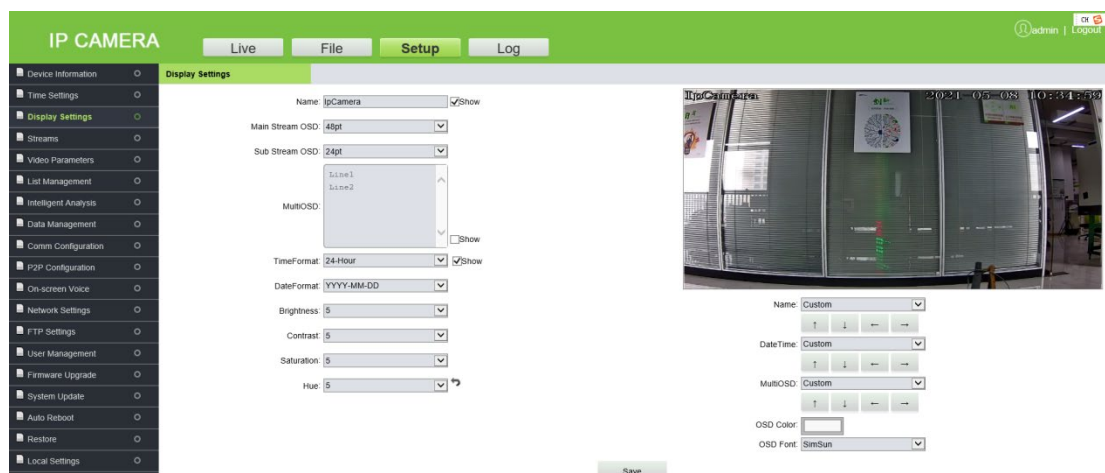 IP CAMERA
Live
File
Setup
Log
CH
admin | Logout
Device Information
Time Settings
Display Settings
Streams
Video Parameters
List Management
Intelligent Analysis
Data Management
Comm Configuration
P2P Configuration
On-screen Voice
Network Settings
FTP Settings
User Management
Firmware Upgrade
System Update
Auto Reboot
Restore
Local Settings
Display Settings
Name: IpCamera Show
Main Stream OSD: 48pt
Sub Stream OSD: 24pt
MultiOSD:
Line1
Line2
Show
TimeFormat: 24-Hour Show
DateFormat: YYYY-MM-DD
Brightness: 5
Contrast: 5
Saturation: 5
Hue: 5
IpCamera 2021-05-08 10:34:59
Name: Custom
↑ ↓ ← →
DateTime: Custom
↑ ↓ ← →
MultiOSD: Custom
↑ ↓ ← →
OSD Color:
OSD Font: SimSun
Save